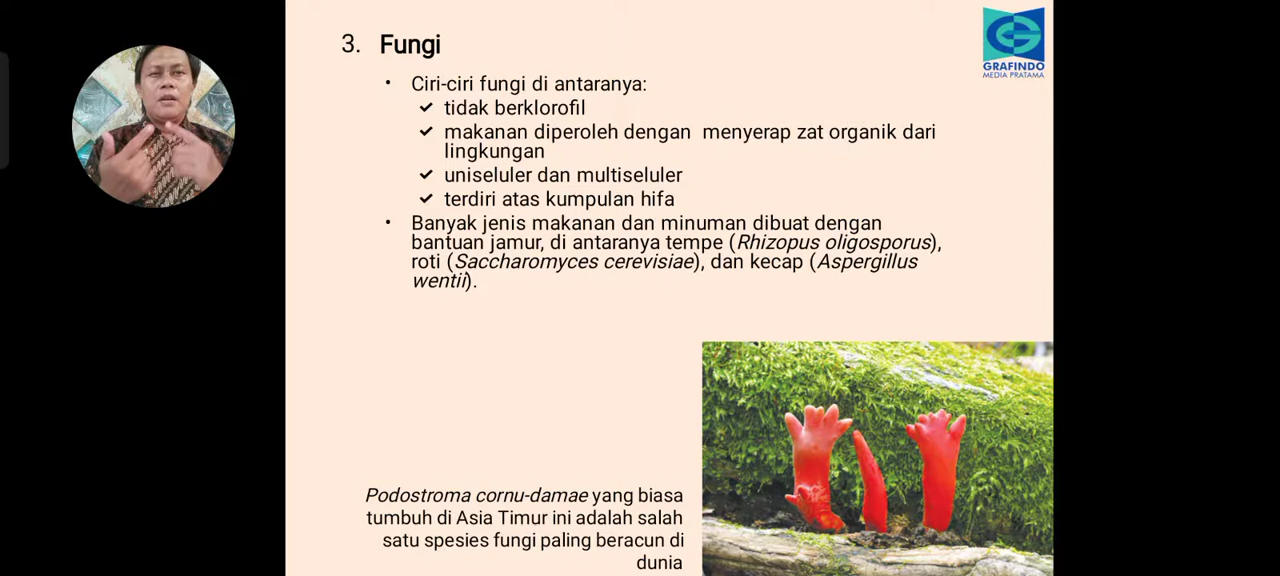 3. Fungi
GRAFINDO
MEDIA PRATAMA
• Ciri-ciri fungi di antaranya:
✓ tidak berklorofil
✓ makanan diperoleh dengan menyerap zat organik dari
lingkungan
✓ uniseluler dan multiseluler
✓ terdiri atas kumpulan hifa
• Banyak jenis makanan dan minuman dibuat dengan
bantuan jamur, di antaranya tempe (Rhizopus oligosporus),
roti (Saccharomyces cerevisiae), dan kecap (Aspergillus
wentii).
Podostroma cornu-damae yang biasa
tumbuh di Asia Timur ini adalah salah
satu spesies fungi paling beracun di
dunia